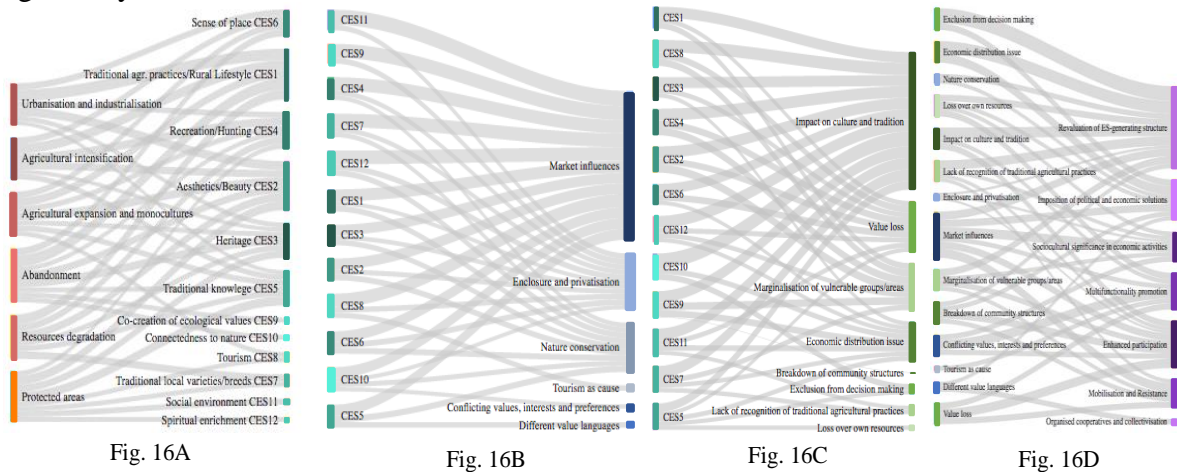 Sense of place CES6
Traditional agr. practices/Rural Lifestyle CES1
Urbanisation and industrialisation
Recreation/Hunting CES4
Agricultural intensification
Aesthetics/Beauty CES2
Agricultural expansion and monocultures
Heritage CES3
Abandonment
Traditional knowlege CES5
Co-creation of ecological values CES9
Resources degradation
Connectedness to nature CES10
Tourism CES8
Protected areas
Traditional local varieties/breeds CES7
Social environment CES11
Spiritual enrichment CES12
Fig. 16A
CES11
CES9
CES4
CES7
CES12
CES1
CES3
CES2
CES8
CES6
CES10
CES5
Market influences
Enclosure and privatisation
Nature conservation
Tourism as cause
Conflicting values, interests and preferences
Different value languages
Fig. 16B
CES1
CES8
CES3
CES4
CES2
CES6
CES12
CES10
CES9
CES11
CES7
CES5
Impact on culture and tradition
Value loss
Marginalisation of vulnerable groups/areas
Economic distribution issue
Breakdown of community structures
Exclusion from decision making
Lack of recognition of traditional agricultural practices
Loss over own resources
Fig. 16C
Exclusion from decision making
Economic distribution issue
Nature conservation
Loss over own resources
Impact on culture and tradition
Lack of recognition of traditional agricultural practices
Enclosure and privatisation
Market influences
Marginalisation of vulnerable groups/areas
Breakdown of community structures
Conflicting values, interests and preferences
Tourism as cause
Different value languages
Value loss
Revaluation of ES-generating structure
Imposition of political and economic solutions
Sociocultural significance in economic activities
Multifunctionality promotion
Enhanced participation
Mobilisation and Resistance
Organised cooperatives and collectivisation
Fig. 16D